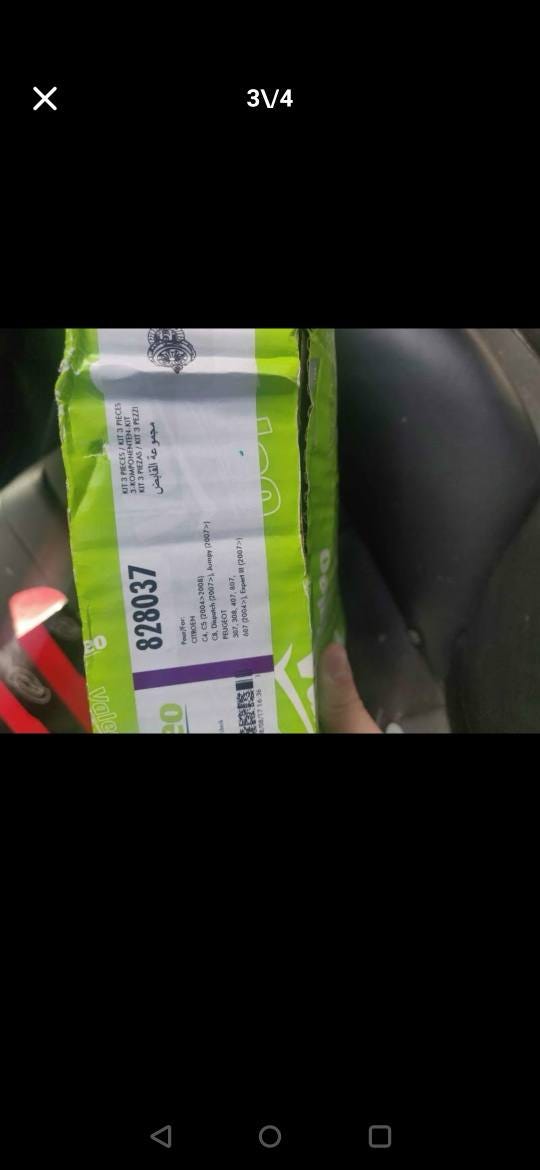 3\/4
KIT 3 PIECES / KIT 3 PIECES
3-KOMPONENTEN-KIT
KIT 3 PIEZAS / KIT 3 PEZZI
مجموعة القابض
828037
Pour/For:
CITROEN
C4, C5 (2004>2008)
C8, Dispatch (2007>), Jumpy (2007>)
PEUGEOT
307, 308, 407, 807,
607 (2004>), Expert III (2007>)
Valeo